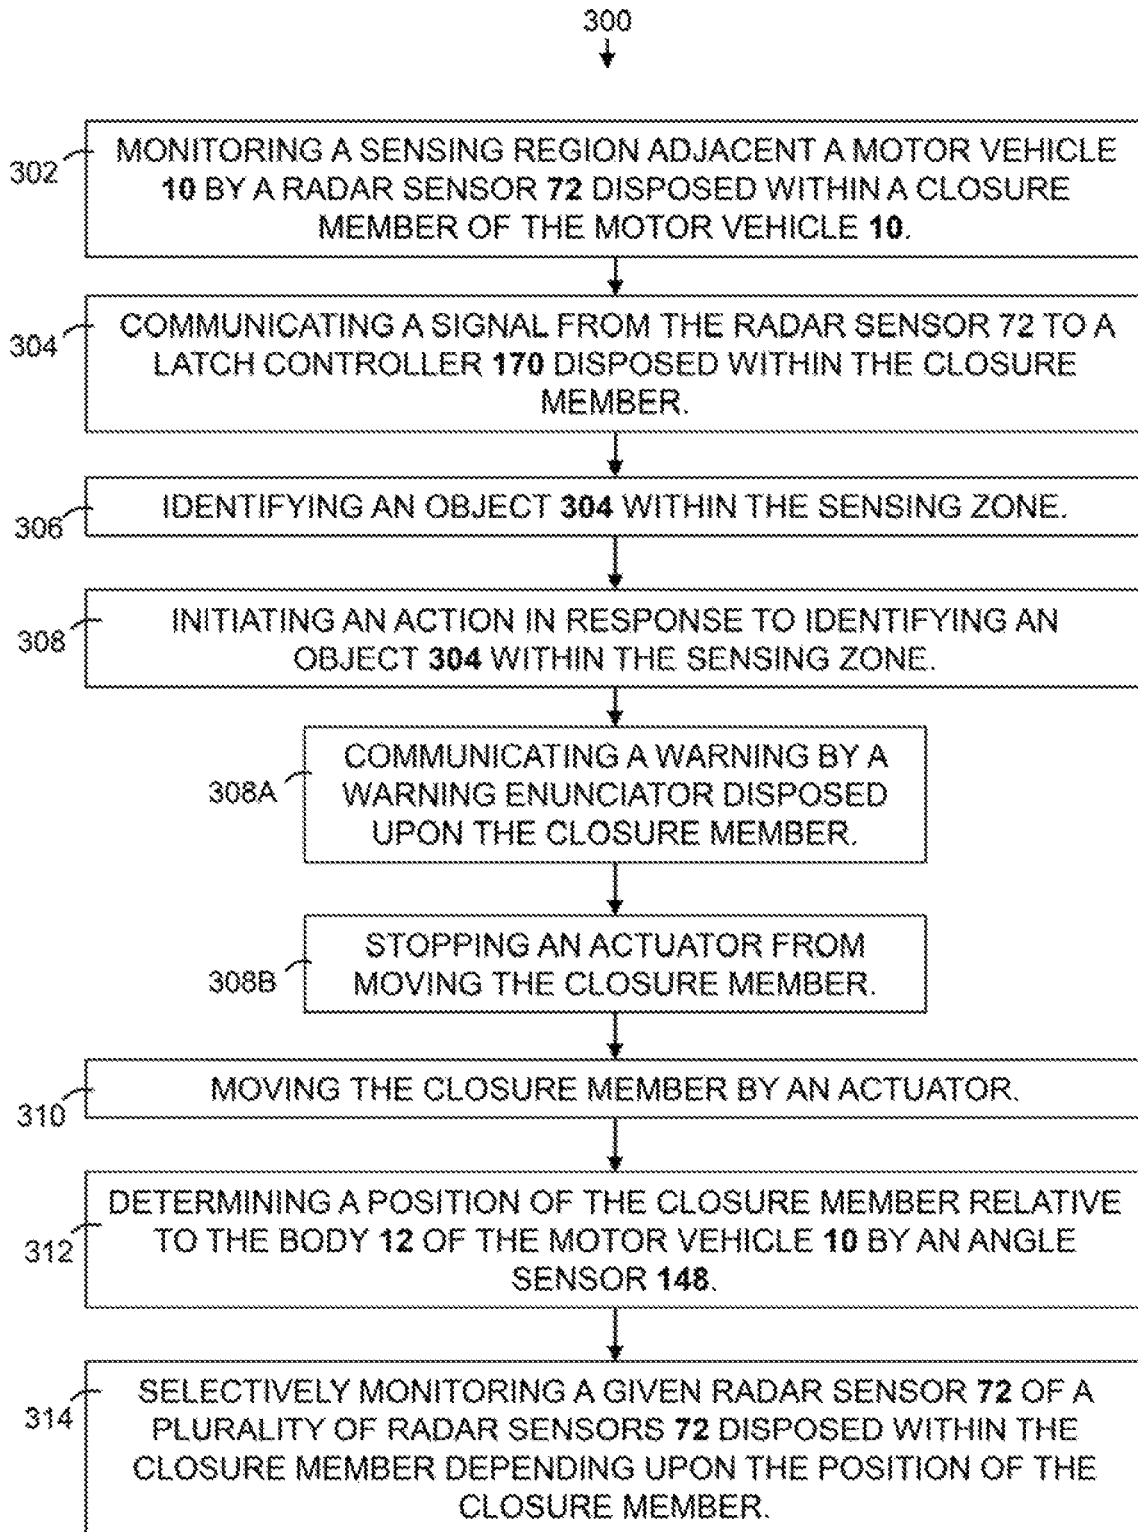 300
302
MONITORING A SENSING REGION ADJACENT A MOTOR VEHICLE
10 BY A RADAR SENSOR 72 DISPOSED WITHIN A CLOSURE
MEMBER OF THE MOTOR VEHICLE 10.
304
COMMUNICATING A SIGNAL FROM THE RADAR SENSOR 72 TO A
LATCH CONTROLLER 170 DISPOSED WITHIN THE CLOSURE
MEMBER.
306
IDENTIFYING AN OBJECT 304 WITHIN THE SENSING ZONE.
308
INITIATING AN ACTION IN RESPONSE TO IDENTIFYING AN
OBJECT 304 WITHIN THE SENSING ZONE.
308A
COMMUNICATING A WARNING BY A
WARNING ENUNCIATOR DISPOSED
UPON THE CLOSURE MEMBER.
308B
STOPPING AN ACTUATOR FROM
MOVING THE CLOSURE MEMBER.
310
MOVING THE CLOSURE MEMBER BY AN ACTUATOR.
312
DETERMINING A POSITION OF THE CLOSURE MEMBER RELATIVE
TO THE BODY 12 OF THE MOTOR VEHICLE 10 BY AN ANGLE
SENSOR 148.
314
SELECTIVELY MONITORING A GIVEN RADAR SENSOR 72 OF A
PLURALITY OF RADAR SENSORS 72 DISPOSED WITHIN THE
CLOSURE MEMBER DEPENDING UPON THE POSITION OF THE
CLOSURE MEMBER.